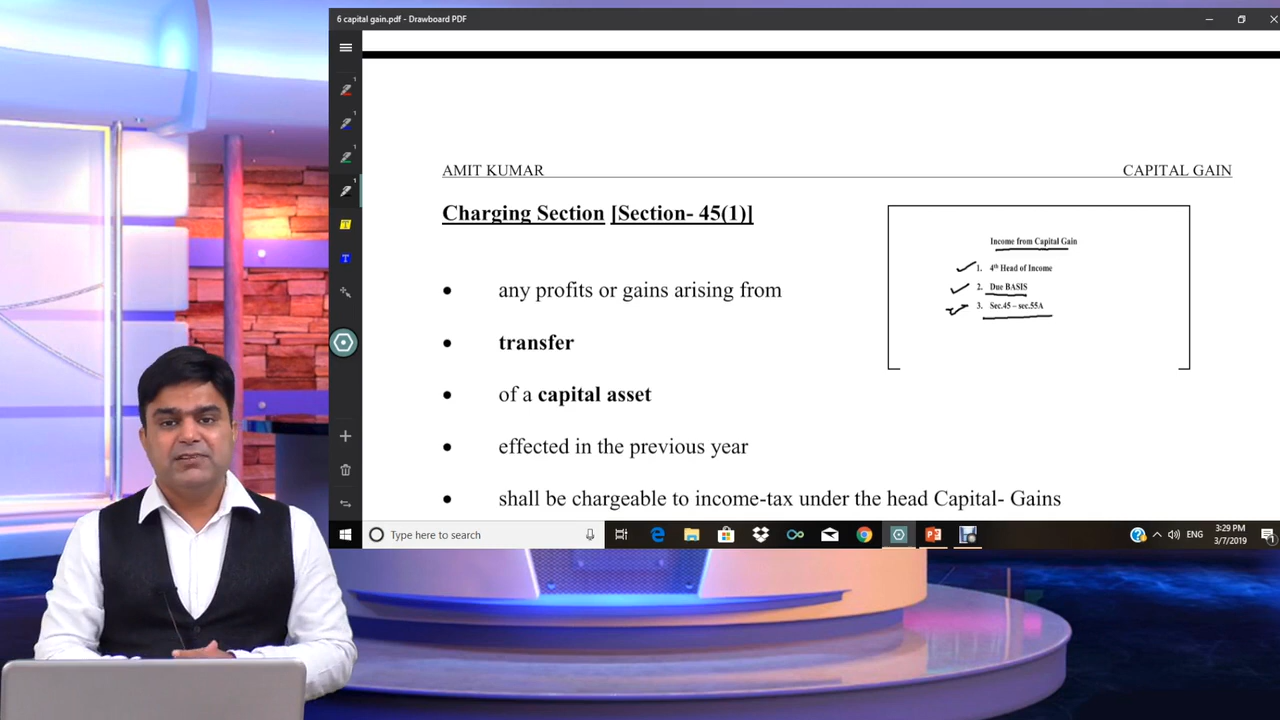 6 capital gain.pdf - Drawboard PDF
AMIT KUMAR
CAPITAL GAIN
Charging Section [Section- 45(1)]
• any profits or gains arising from
• transfer
• of a capital asset
• effected in the previous year
• shall be chargeable to income-tax under the head Capital- Gains
Income from Capital Gain
1. 4th Head of Income
2. Due BASIS
3. Sec.45 – sec.55A
Type here to search
ENG
3:29 PM
3/7/2019